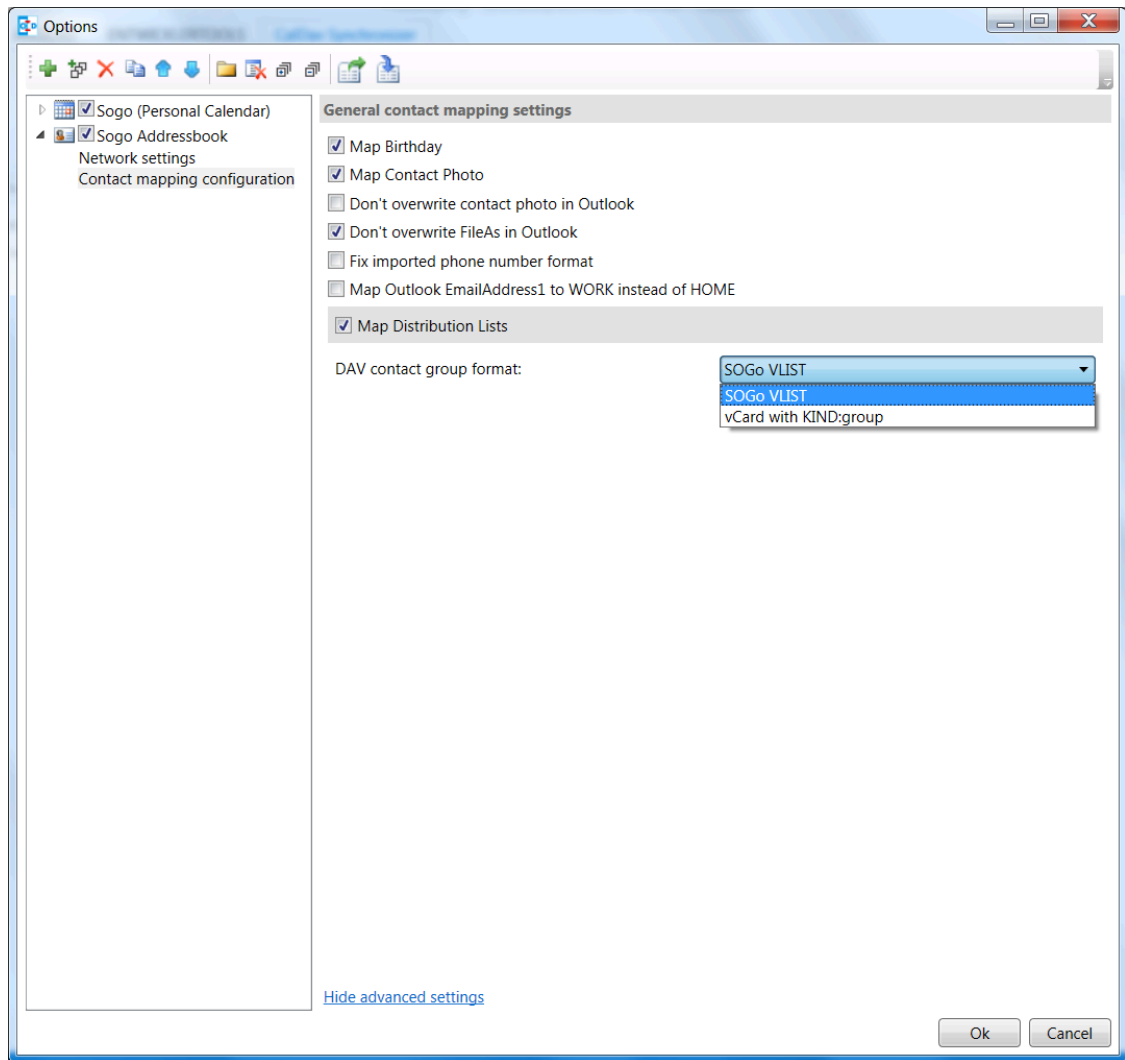 Options
CalDav Synchronizer
Sogo (Personal Calendar)
Sogo Addressbook
Network settings
Contact mapping configuration
General contact mapping settings
Map Birthday
Map Contact Photo
Don't overwrite contact photo in Outlook
Don't overwrite FileAs in Outlook
Fix imported phone number format
Map Outlook EmailAddress1 to WORK instead of HOME
Map Distribution Lists
DAV contact group format:
SOGo VLIST
SOGo VLIST
vCard with KIND:group
Hide advanced settings
Ok
Cancel